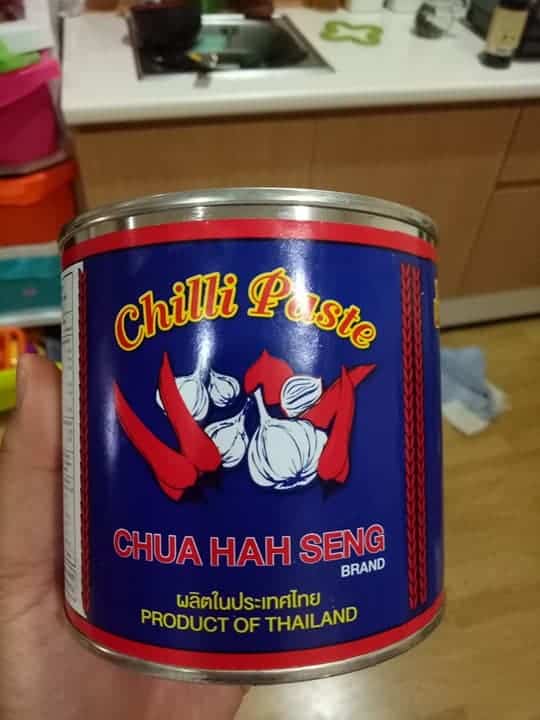 Chilli Paste
CHUA HAH SENG
BRAND
ผลิตในประเทศไทย
PRODUCT OF THAILAND